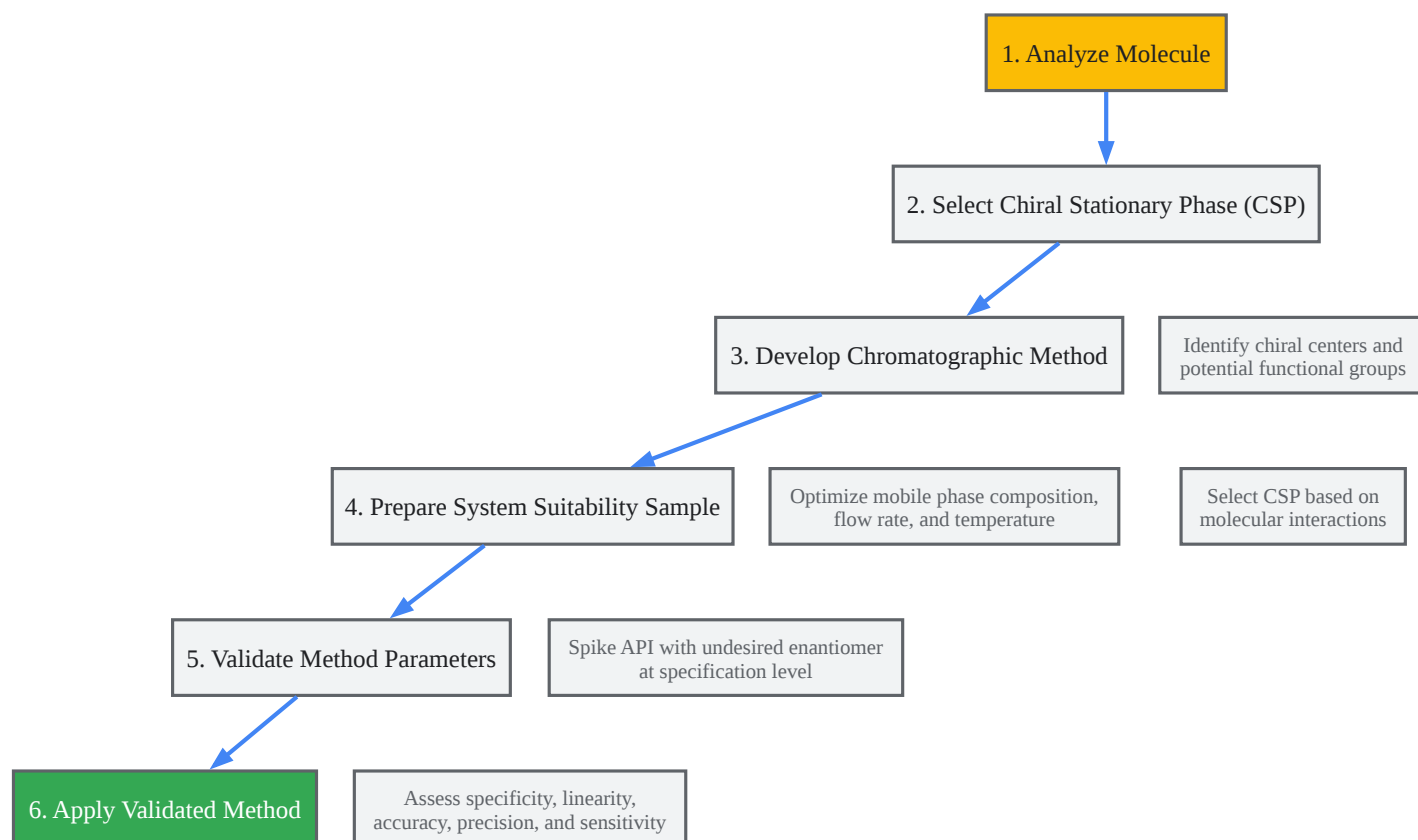 1. Analyze Molecule
2. Select Chiral Stationary Phase (CSP)
3. Develop Chromatographic Method
Identify chiral centers and
potential functional groups
4. Prepare System Suitability Sample
Optimize mobile phase composition,
flow rate, and temperature
Select CSP based on
molecular interactions
5. Validate Method Parameters
Spike API with undesired enantiomer
at specification level
6. Apply Validated Method
Assess specificity, linearity,
accuracy, precision, and sensitivity